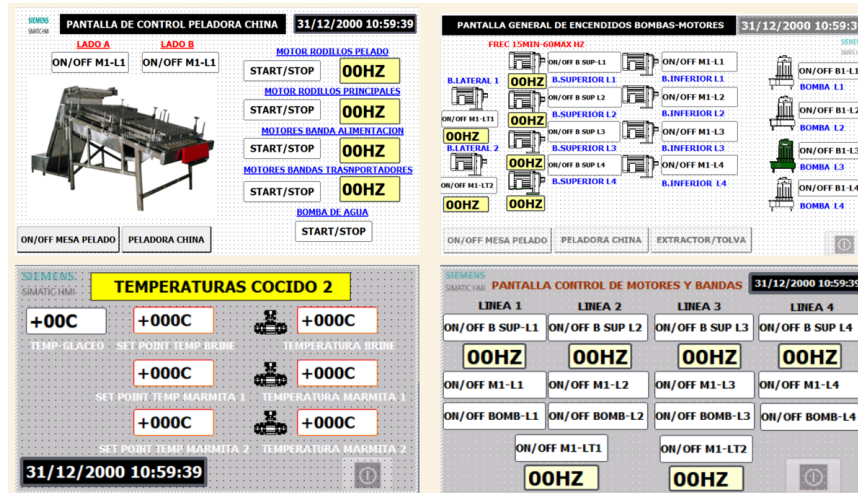 SIEMENS
SIMATIC HMI
PANTALLA DE CONTROL PELADORA CHINA
31/12/2000 10:59:39
LADO A
LADO B
ON/OFF M1-L1
ON/OFF M1-L1
MOTOR RODILLOS PELADO
START/STOP
00HZ
MOTOR RODILLOS PRINCIPALES
START/STOP
00HZ
MOTORES BANDA ALIMENTACION
START/STOP
00HZ
MOTORES BANDAS TRASNPORTADORES
START/STOP
00HZ
BOMBA DE AGUA
START/STOP
ON/OFF MESA PELADO
PELADORA CHINA
PANTALLA GENERAL DE ENCENDIDOS BOMBAS-MOTORES
31/12/2000 10:59:3
FREC 15MIN-60MAX HZ
ON/OFF B SUP-L1
ON/OFF M1-L1
ON/OFF B1-L1
B.LATERAL 1
00HZ
B.SUPERIOR L1
B.INFERIOR L1
BOMBA L1
ON/OFF B SUP L2
ON/OFF M1-L2
ON/OFF B1-L2
ON/OFF M1-LT1
00HZ
B.SUPERIOR L2
B.INFERIOR L2
BOMBA L2
00HZ
ON/OFF B SUP L3
ON/OFF M1-L3
B.LATERAL 2
B.SUPERIOR L3
B.INFERIOR L3
ON/OFF B1-L3
00HZ
ON/OFF B SUP L4
ON/OFF M1-L4
BOMBA L3
ON/OFF M1-LT2
B.SUPERIOR L4
B.INFERIOR L4
ON/OFF B1-L4
00HZ
00HZ
BOMBA L4
ON/OFF MESA PELADO
PELADORA CHINA
EXTRACTOR/TOLVA
SIEMENS
SIMATIC HMI
TEMPERATURAS COCIDO 2
+00C
+000C
+000C
TEMP-GLACEO
SET POINT TEMP BRINE
TEMPERATURA BRINE
+000C
+000C
SET POINT TEMP MARMITA 1
TEMPERATURA MARMITA 1
+000C
+000C
SET POINT TEMP MARMITA 2
TEMPERATURA MARMITA 2
31/12/2000 10:59:39
SIEMENS
SIMATIC HMI
PANTALLA CONTROL DE MOTORES Y BANDAS
31/12/2000 10:59:39
LINEA 1
LINEA 2
LINEA 3
LINEA 4
ON/OFF B SUP-L1
ON/OFF B SUP L2
ON/OFF B SUP L3
ON/OFF B SUP L4
00HZ
00HZ
00HZ
00HZ
ON/OFF M1-L1
ON/OFF M1-L2
ON/OFF M1-L3
ON/OFF M1-L4
ON/OFF BOMB-L1
ON/OFF BOMB-L2
ON/OFF BOMB-L3
ON/OFF BOMB-L4
ON/OFF M1-LT1
ON/OFF M1-LT2
00HZ
00HZ